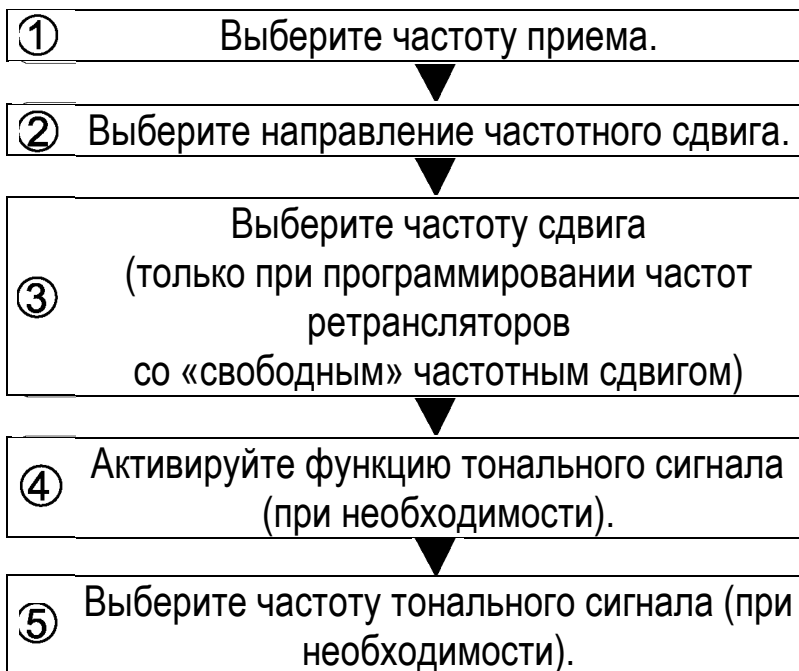 ① Выберите частоту приема.
② Выберите направление частотного сдвига.
Выберите частоту сдвига
(только при программировании частот
③ ретрансляторов
со «свободным» частотным сдвигом)
④ Активируйте функцию тонального сигнала
(при необходимости).
⑤ Выберите частоту тонального сигнала (при
необходимости).